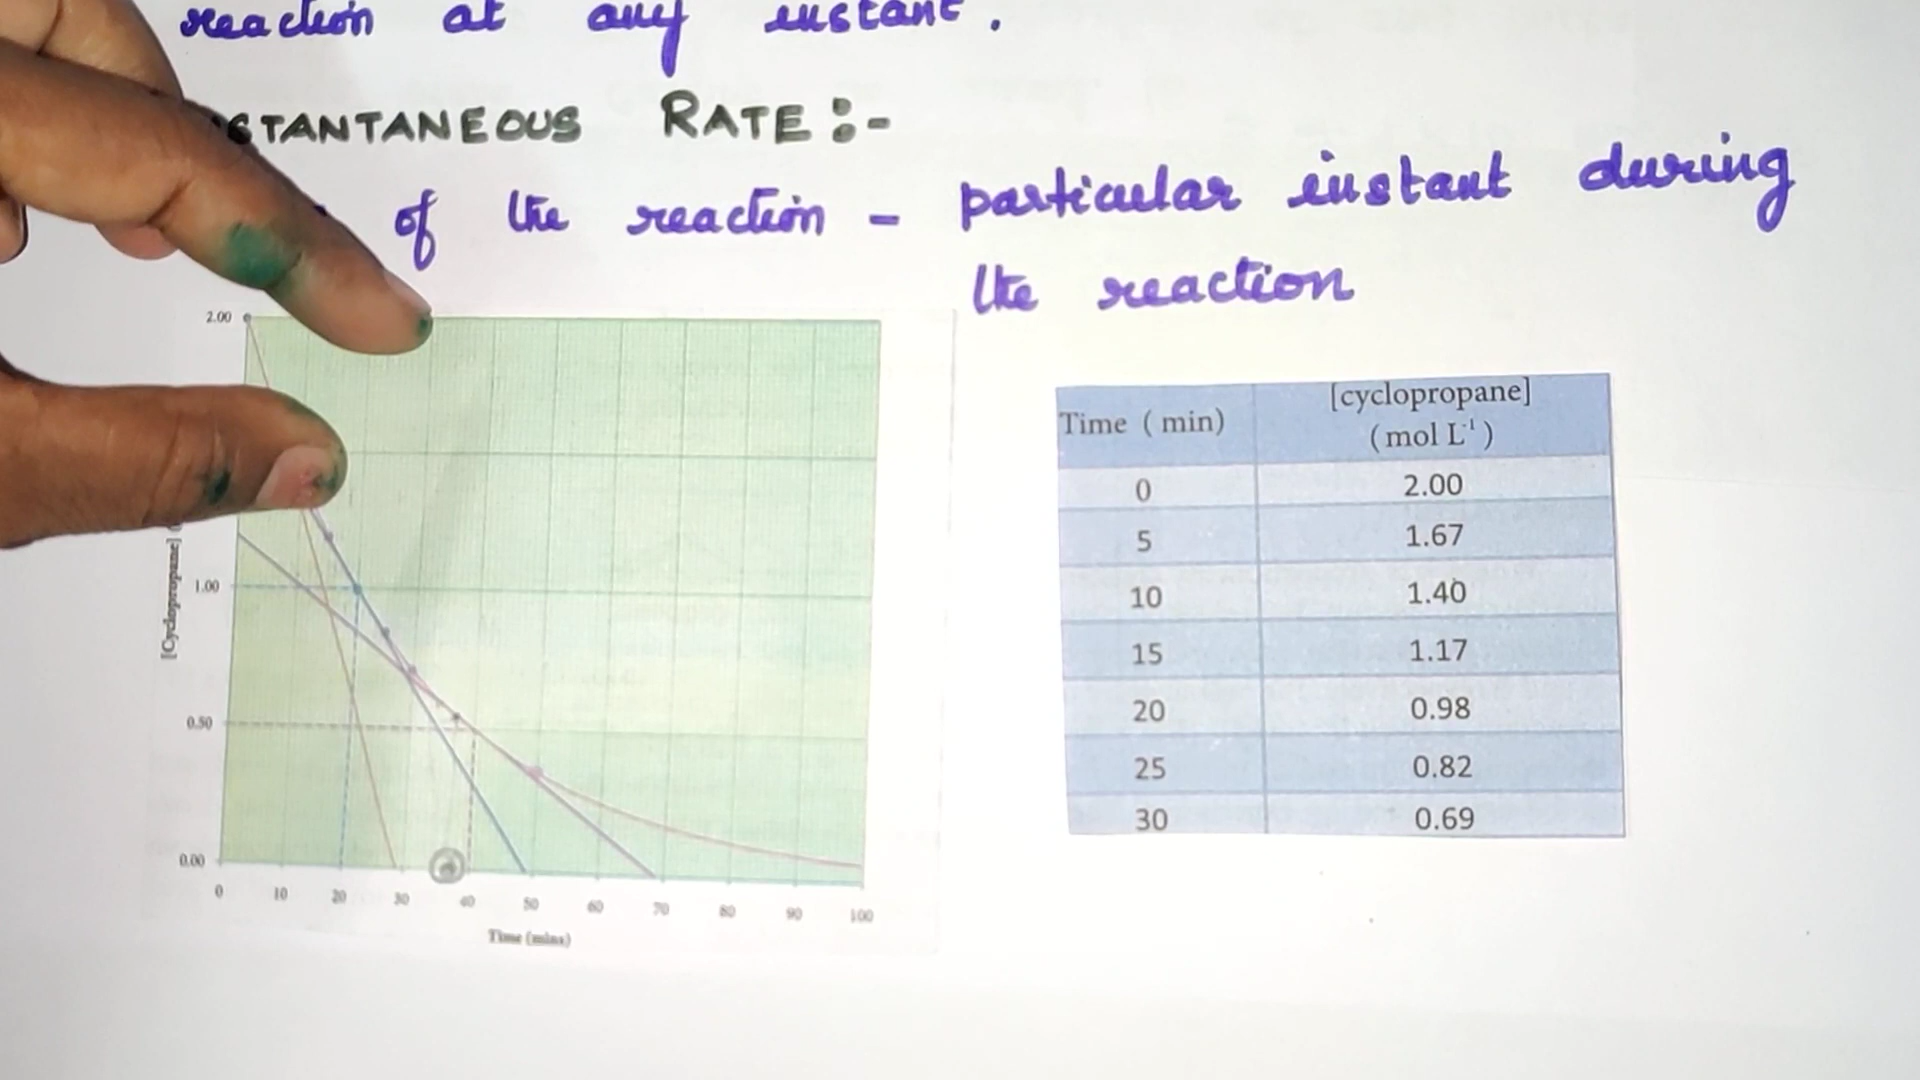 reaction at any instant.
STANTANEOUS RATE :-
of the reaction - particular instant during
the reaction
2.00
1.00
0.50
0.00
[Cyclopropane]
0 10 20 30 40 50 60 70 80 90 100
Time (mins)
Time ( min) [cyclopropane]
( mol L⁻¹ )
0 2.00
5 1.67
10 1.40
15 1.17
20 0.98
25 0.82
30 0.69